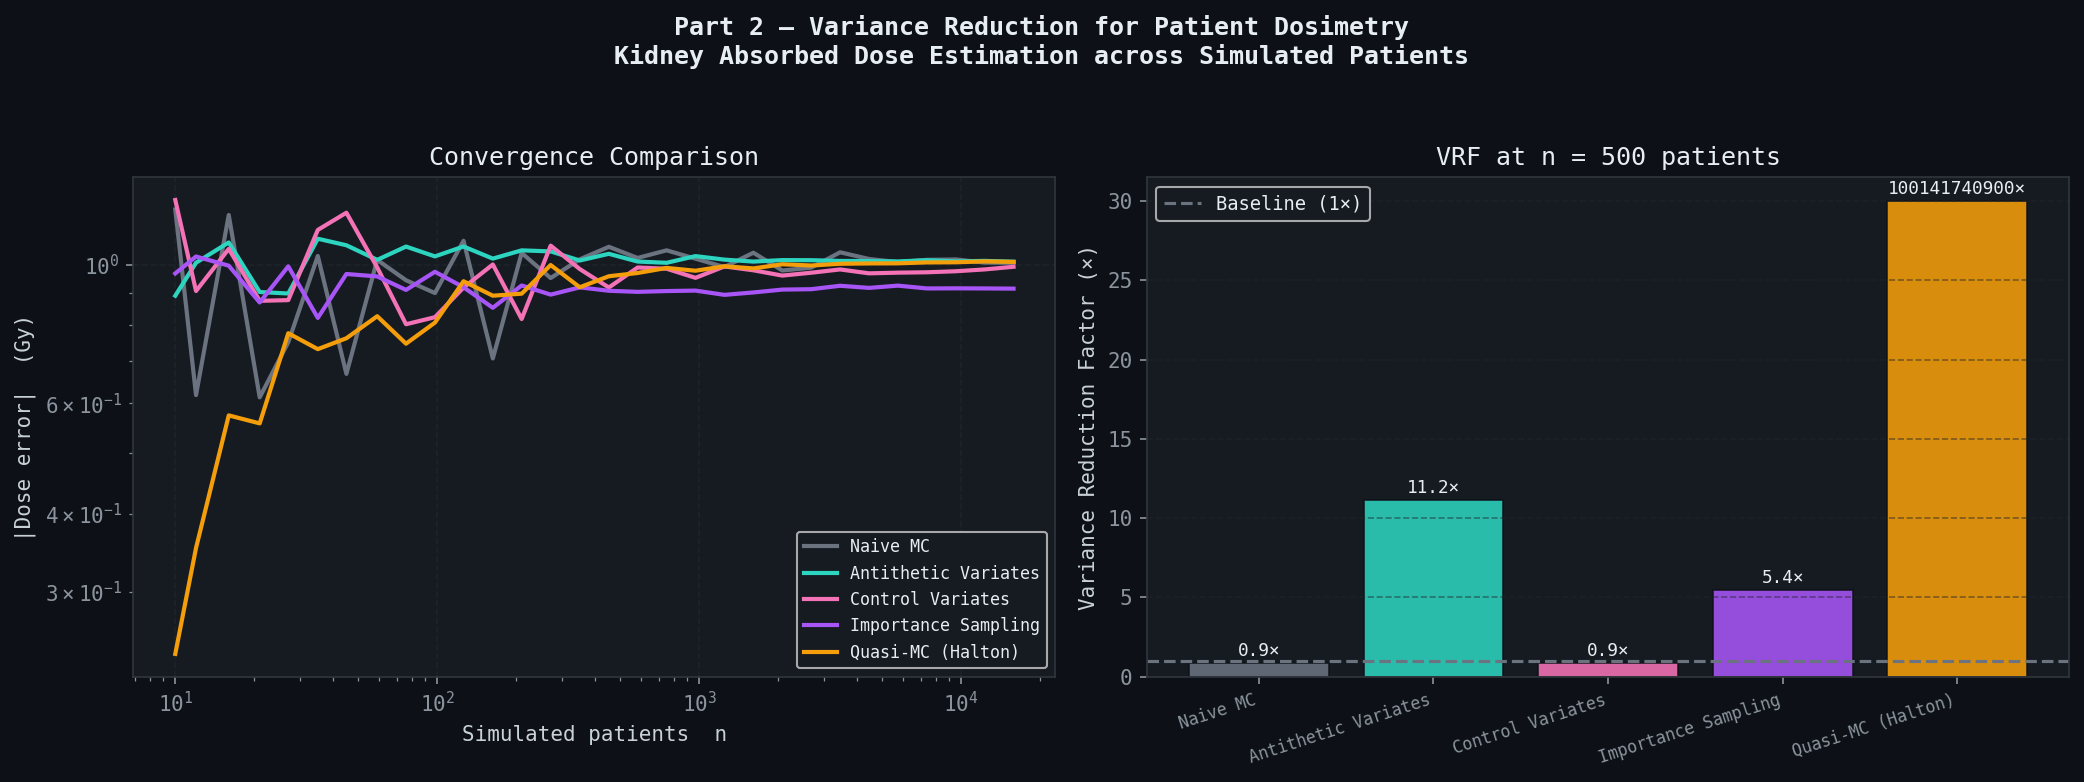 Part 2 — Variance Reduction for Patient Dosimetry
Kidney Absorbed Dose Estimation across Simulated Patients
Convergence Comparison
|Dose error|  (Gy)
10⁰
6 × 10⁻¹
4 × 10⁻¹
3 × 10⁻¹
Naive MC
Antithetic Variates
Control Variates
Importance Sampling
Quasi-MC (Halton)
10¹ 10² 10³ 10⁴
Simulated patients  n
VRF at n = 500 patients
Variance Reduction Factor (×)
30
25
20
15
10
5
0
Baseline (1×)
0.9×
11.2×
0.9×
5.4×
100141740900×
Naive MC
Antithetic Variates
Control Variates
Importance Sampling
Quasi-MC (Halton)